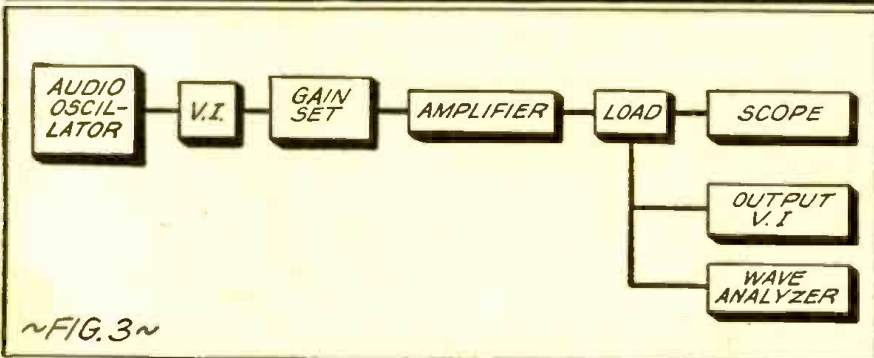 AUDIO
OSCIL-
LATOR
V.I.
GAIN
SET
AMPLIFIER
LOAD
SCOPE
OUTPUT
V.I
WAVE
ANALYZER
~FIG.3~